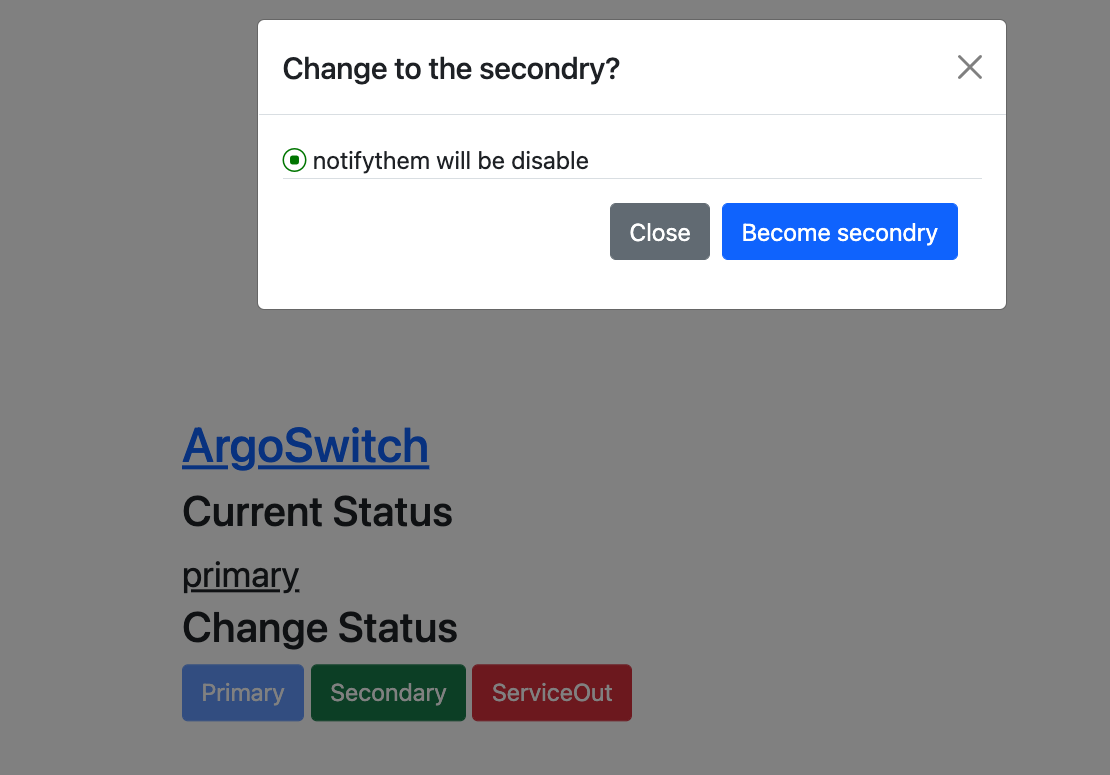 Change to the secondry?
notifythem will be disable
Close Become secondry
ArgoSwitch
Current Status
primary
Change Status
Primary Secondary ServiceOut